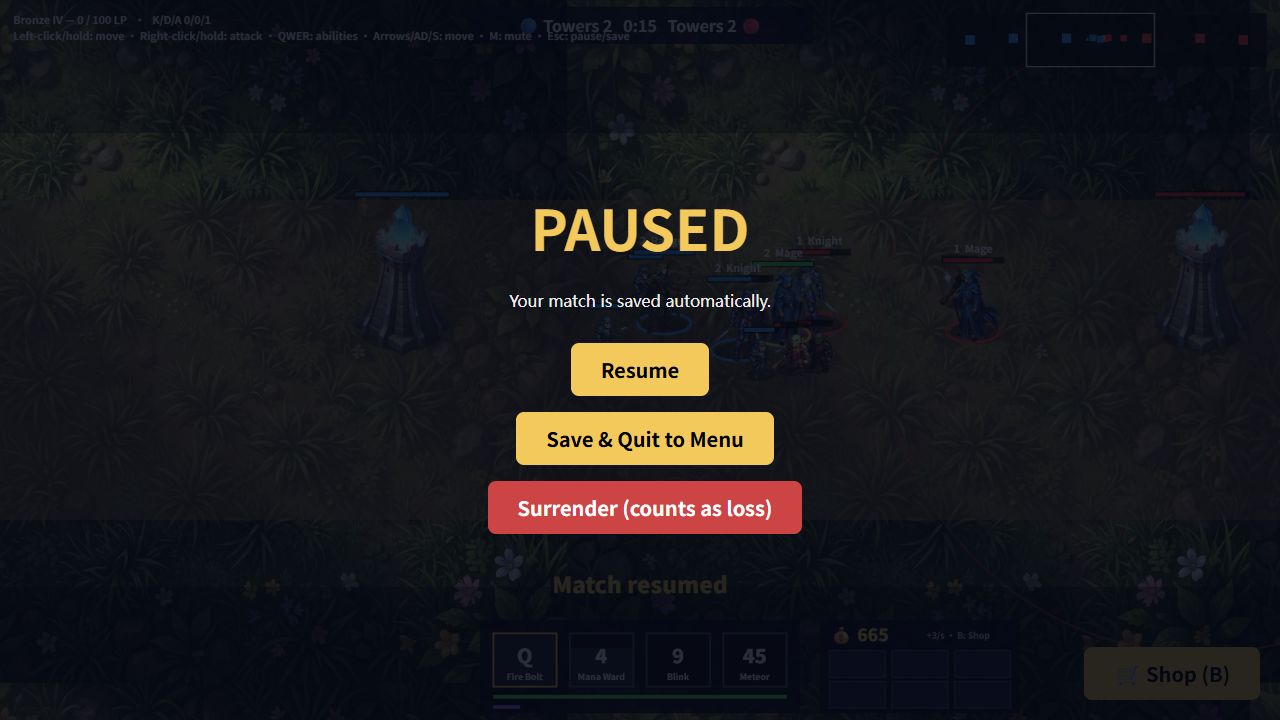 Bronze IV — 0 / 100 LP • K/D/A 0/0/1
Left-click/hold: move • Right-click/hold: attack • QWER: abilities • Arrows/AD/S: move • M: mute • Esc: pause/save
Towers 2 0:15 Towers 2
PAUSED
1 Knight
2 Mage
1 Mage
2 Knight
Your match is saved automatically.
Resume
Save & Quit to Menu
Surrender (counts as loss)
Match resumed
665 +3/s • B: Shop
Q 4 9 45
Fire Bolt Mana Ward Blink Meteor
Shop (B)